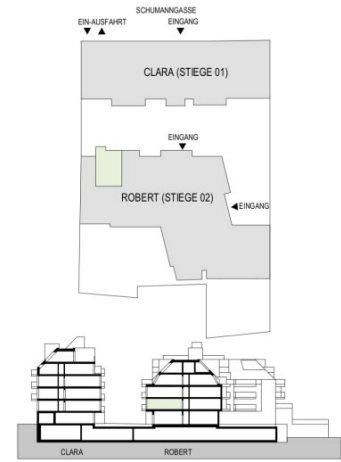 SCHUMANNGASSE
EIN-AUSFAHRT EINGANG
CLARA (STIEGE 01)
EINGANG
ROBERT (STIEGE 02)
EINGANG
CLARA ROBERT